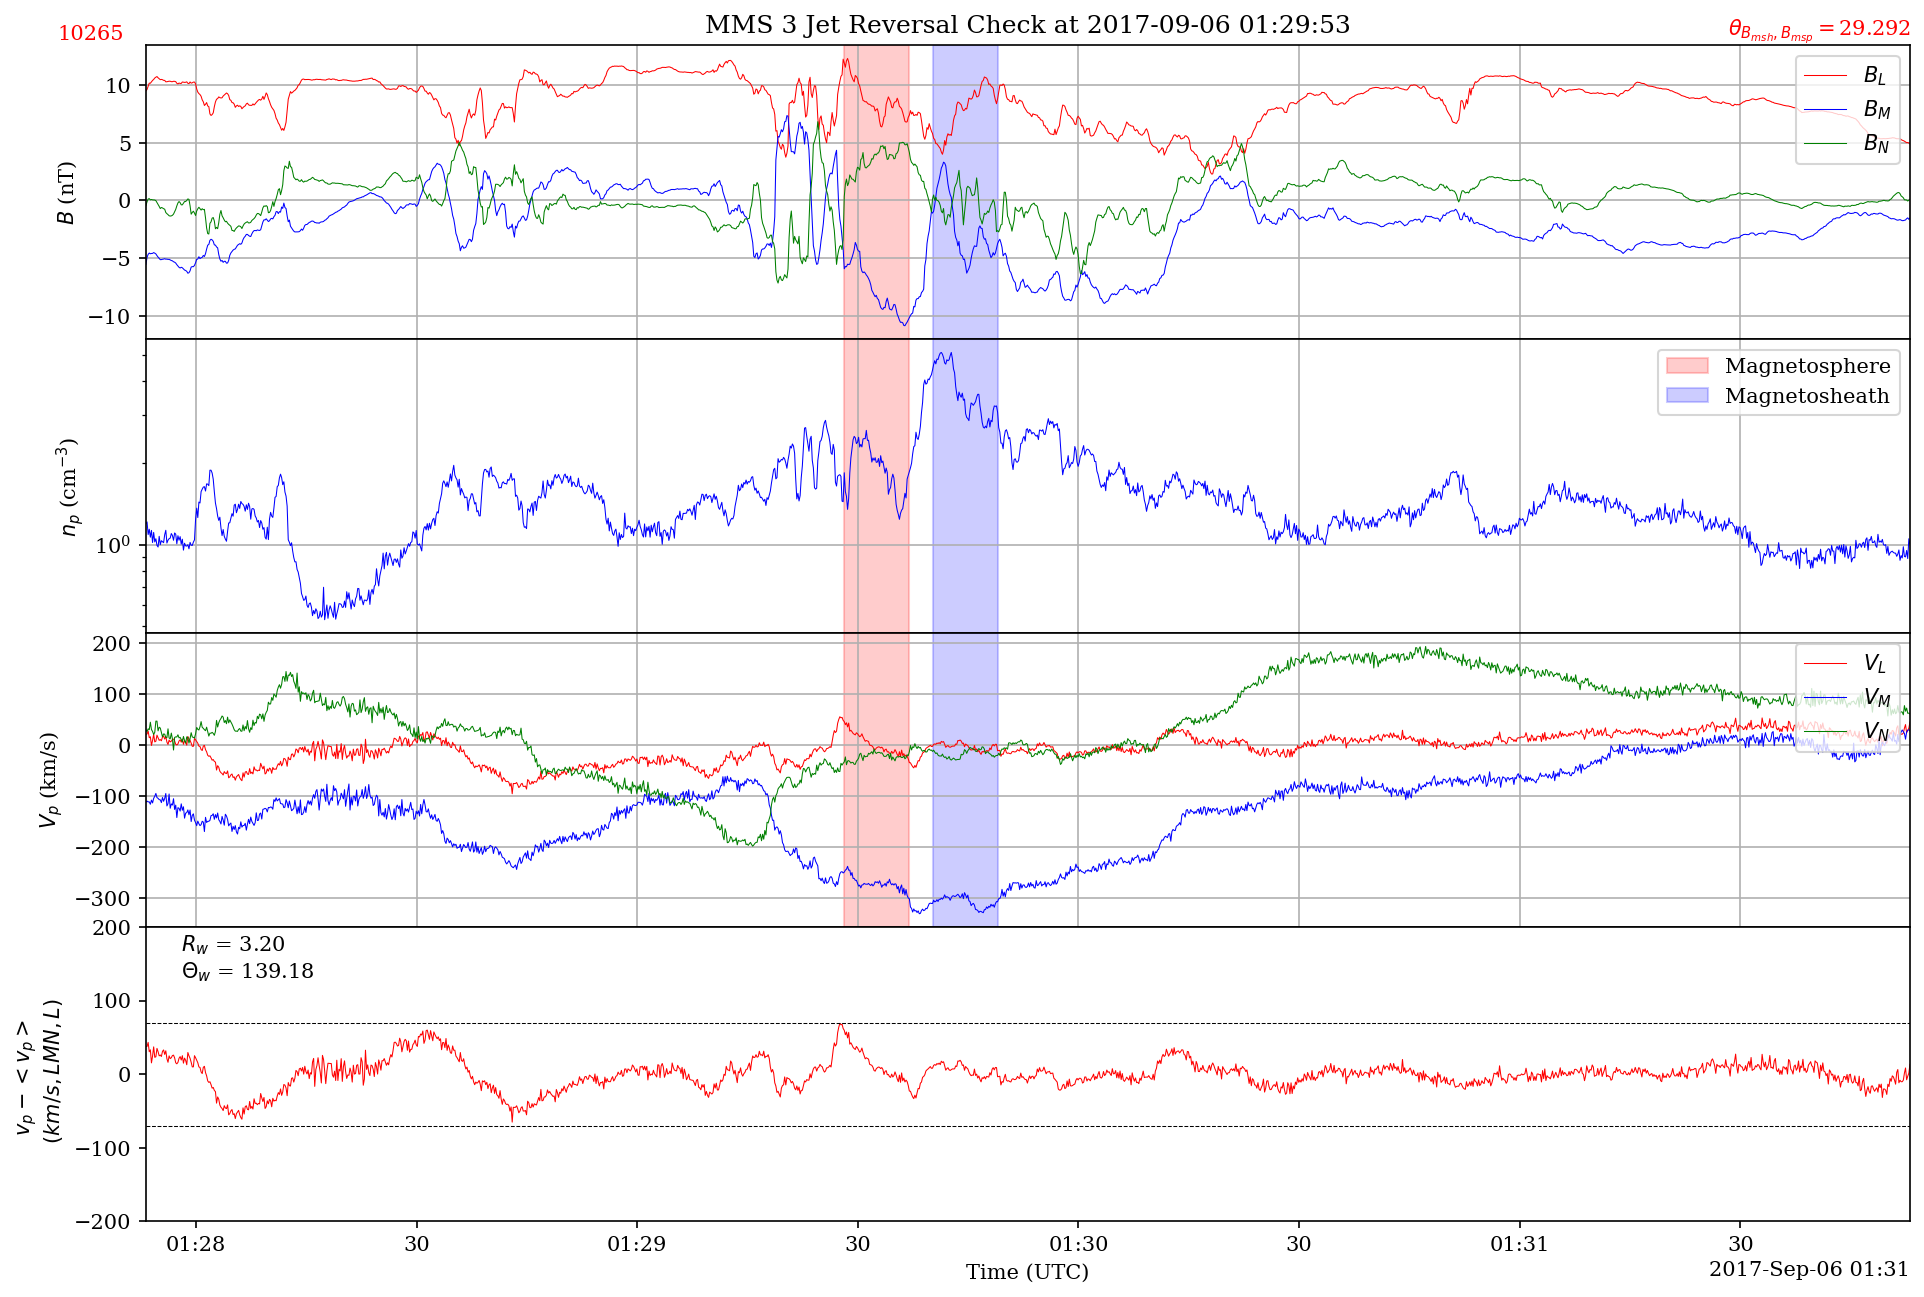 MMS 3 Jet Reversal Check at 2017-09-06 01:29:53
10265
θ_{B_{msh}, B_{msp}} = 29.292
10
5
0
−5
−10
B (nT)
B_L
B_M
B_N
10^0
n_p (cm^{−3})
Magnetosphere
Magnetosheath
200
100
0
−100
−200
−300
V_p (km/s)
V_L
V_M
V_N
200
100
0
−100
−200
v_p − < v_p >
(km/s, LMN, L)
R_w = 3.20
Θ_w = 139.18
01:28
30
01:29
30
01:30
30
01:31
30
Time (UTC)
2017-Sep-06 01:31